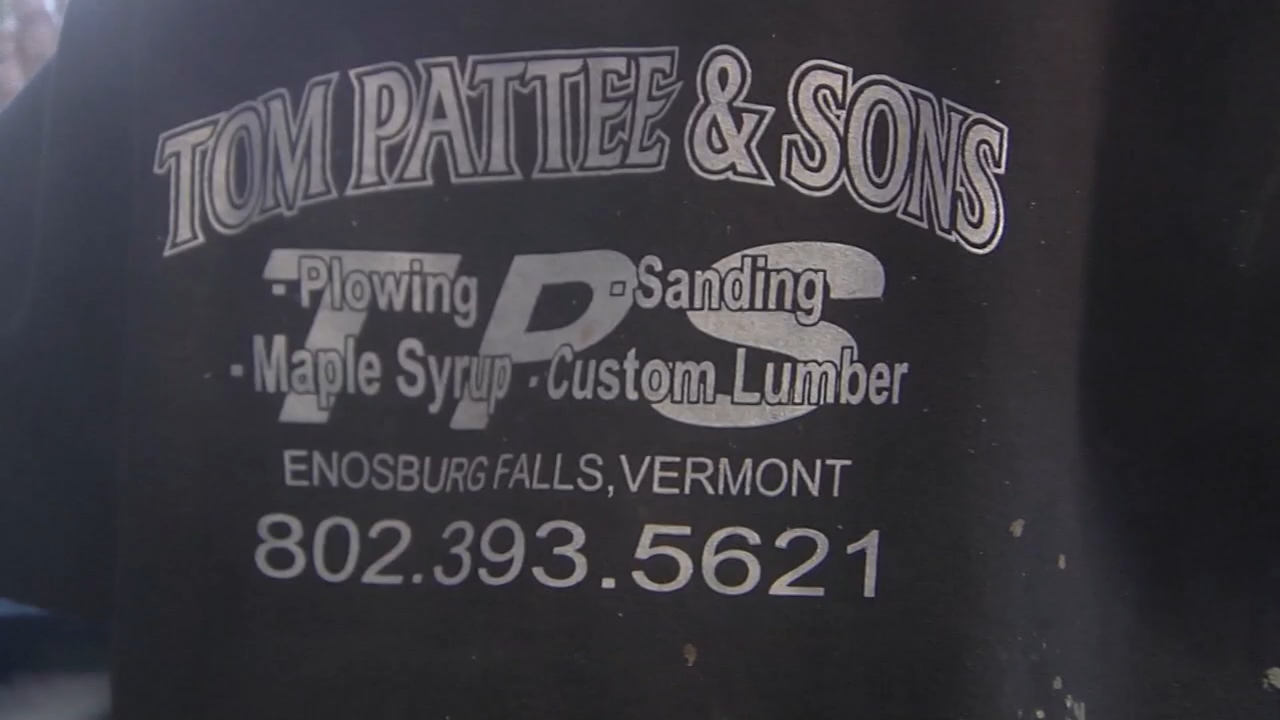 TOM PATTEE & SONS
TPS
- Plowing - Sanding
- Maple Syrup - Custom Lumber
ENOSBURG FALLS, VERMONT
802.393.5621